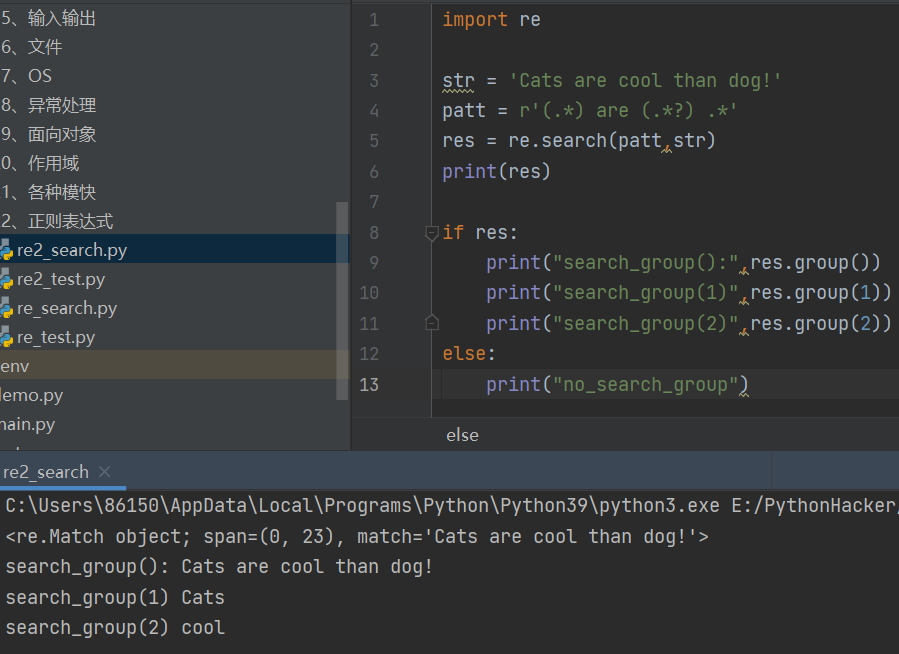 5、输入输出
6、文件
7、OS
8、异常处理
9、面向对象
0、作用域
1、各种模快
2、正则表达式
re2_search.py
re2_test.py
re_search.py
re_test.py
env
demo.py
main.py
1 import re
2
3 str = 'Cats are cool than dog!'
4 patt = r'(.*) are (.*?) .*'
5 res = re.search(patt,str)
6 print(res)
7
8 if res:
9 print("search_group():",res.group())
10 print("search_group(1)",res.group(1))
11 print("search_group(2)",res.group(2))
12 else:
13 print("no_search_group")
else
re2_search ×
C:\Users\86150\AppData\Local\Programs\Python\Python39\python3.exe E:/PythonHacker/
<re.Match object; span=(0, 23), match='Cats are cool than dog!'>
search_group(): Cats are cool than dog!
search_group(1) Cats
search_group(2) cool